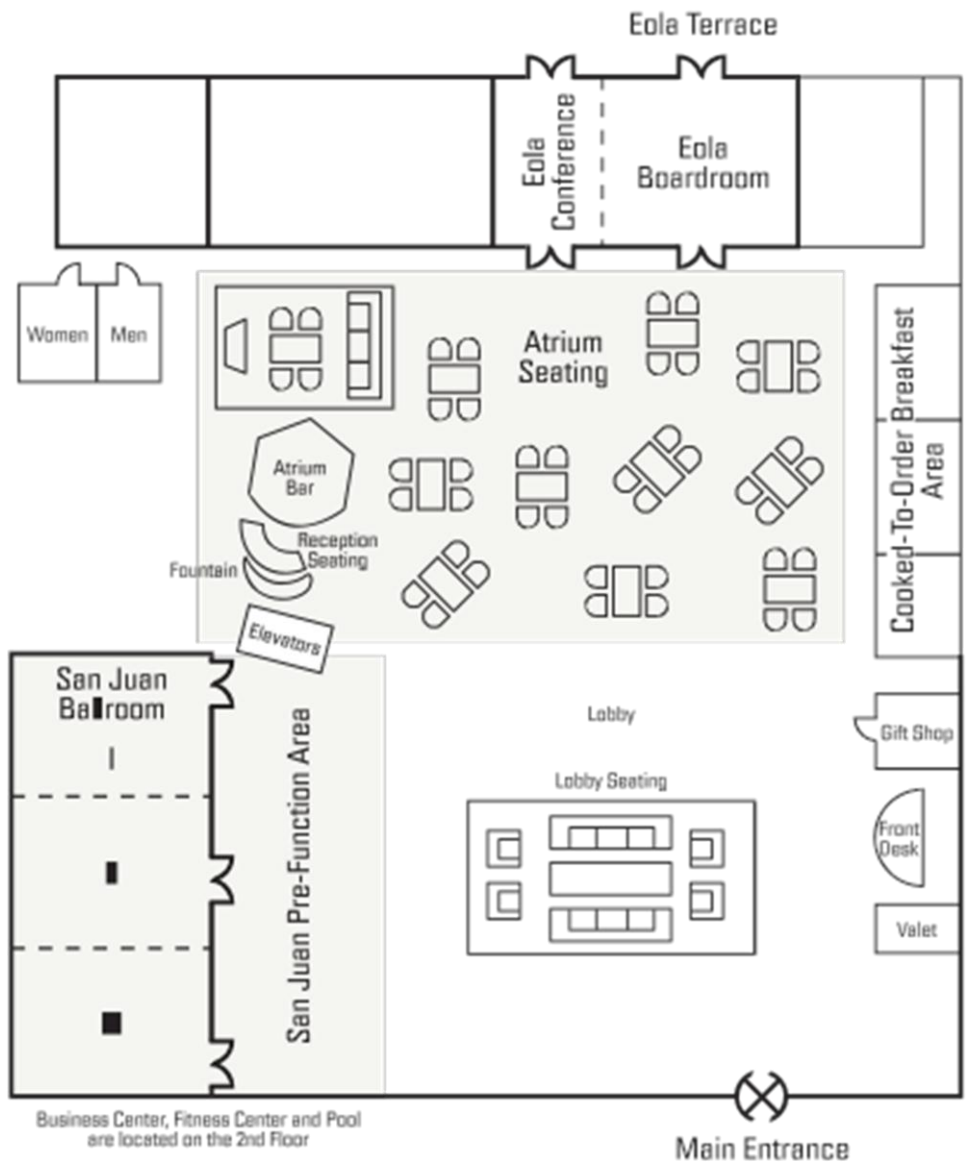 Eola Terrace
Eola
Conference
Eola
Boardroom
Women
Men
Atrium
Seating
Cooked-To-Order Breakfast
Area
Atrium
Bar
Reception
Seating
Fountain
Elevators
San Juan
Ballroom
San Juan Pre-Function Area
Lobby
Gift Shop
Lobby Seating
Front
Desk
Valet
Business Center, Fitness Center and Pool
are located on the 2nd Floor
Main Entrance